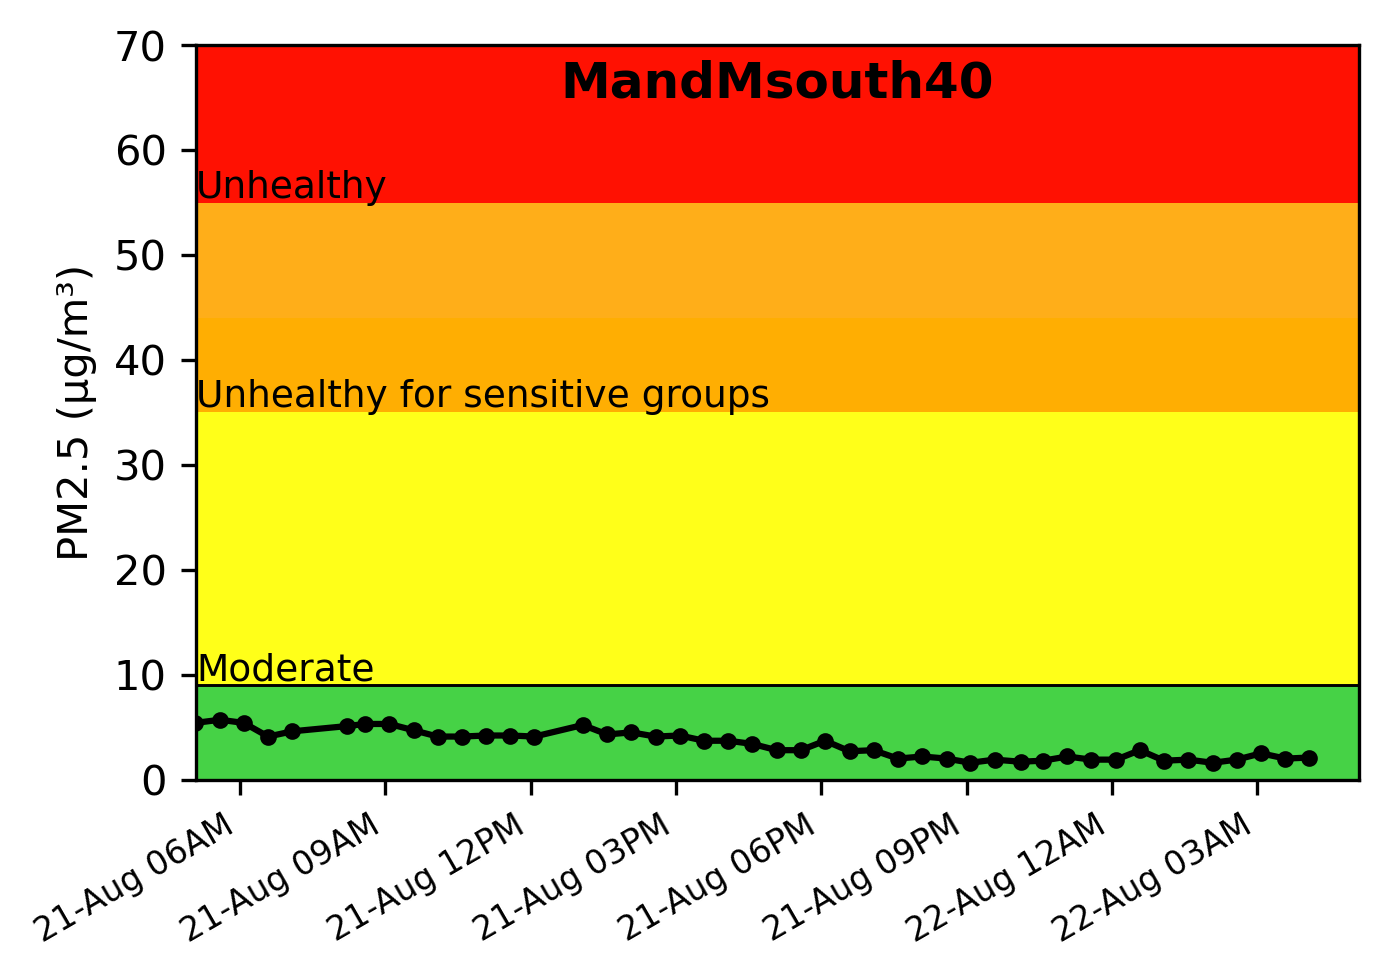 MandMsouth40
70
60
50
40
30
20
10
0
PM2.5 (µg/m³)
Unhealthy
Unhealthy for sensitive groups
Moderate
21-Aug 06AM
21-Aug 09AM
21-Aug 12PM
21-Aug 03PM
21-Aug 06PM
21-Aug 09PM
22-Aug 12AM
22-Aug 03AM